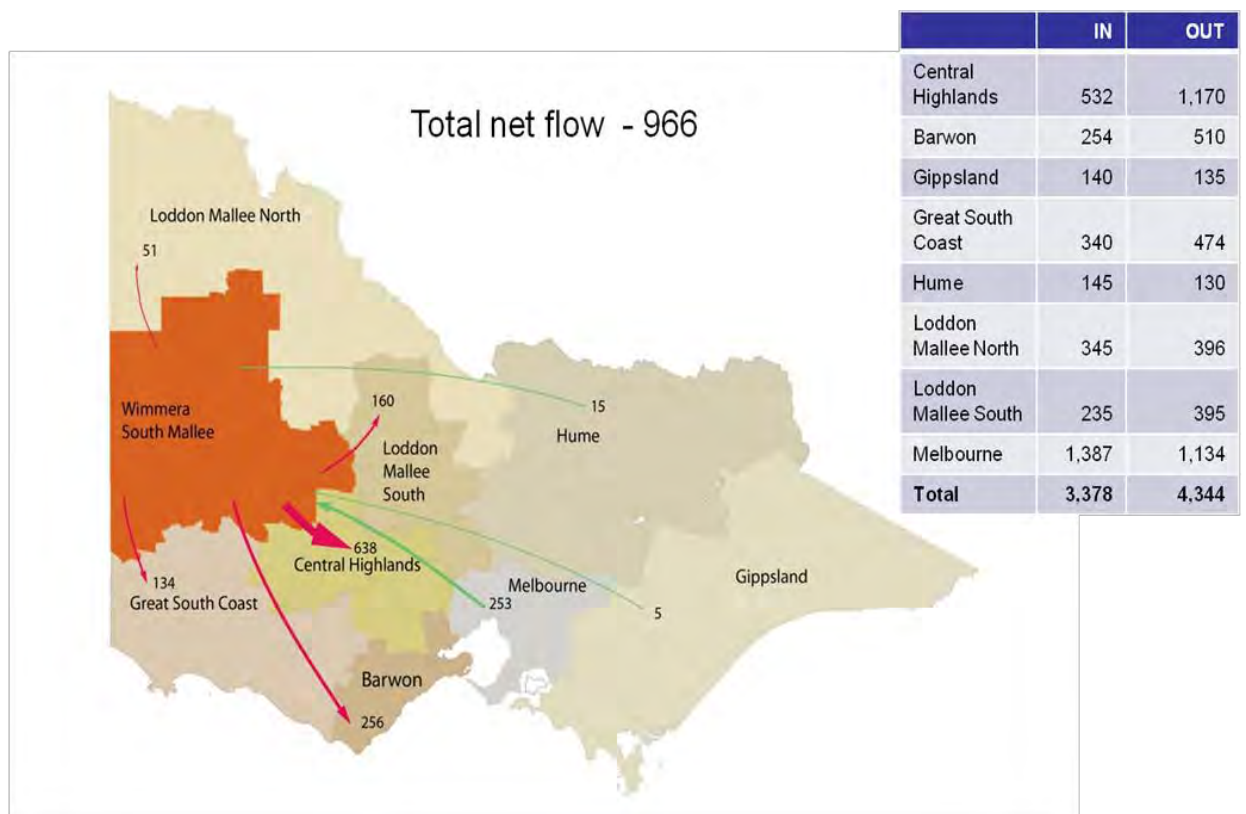 IN OUT
Central
Highlands 532 1,170
Barwon 254 510
Gippsland 140 135
Great South
Coast 340 474
Hume 145 130
Loddon
Mallee North 345 396
Loddon
Mallee South 235 395
Melbourne 1,387 1,134
Total 3,378 4,344
Total net flow - 966
Loddon Mallee North
51
Wimmera
South Mallee
160
15
Hume
Loddon
Mallee
South
638
Central Highlands
134
Great South Coast
Melbourne
253
5
Gippsland
Barwon
256